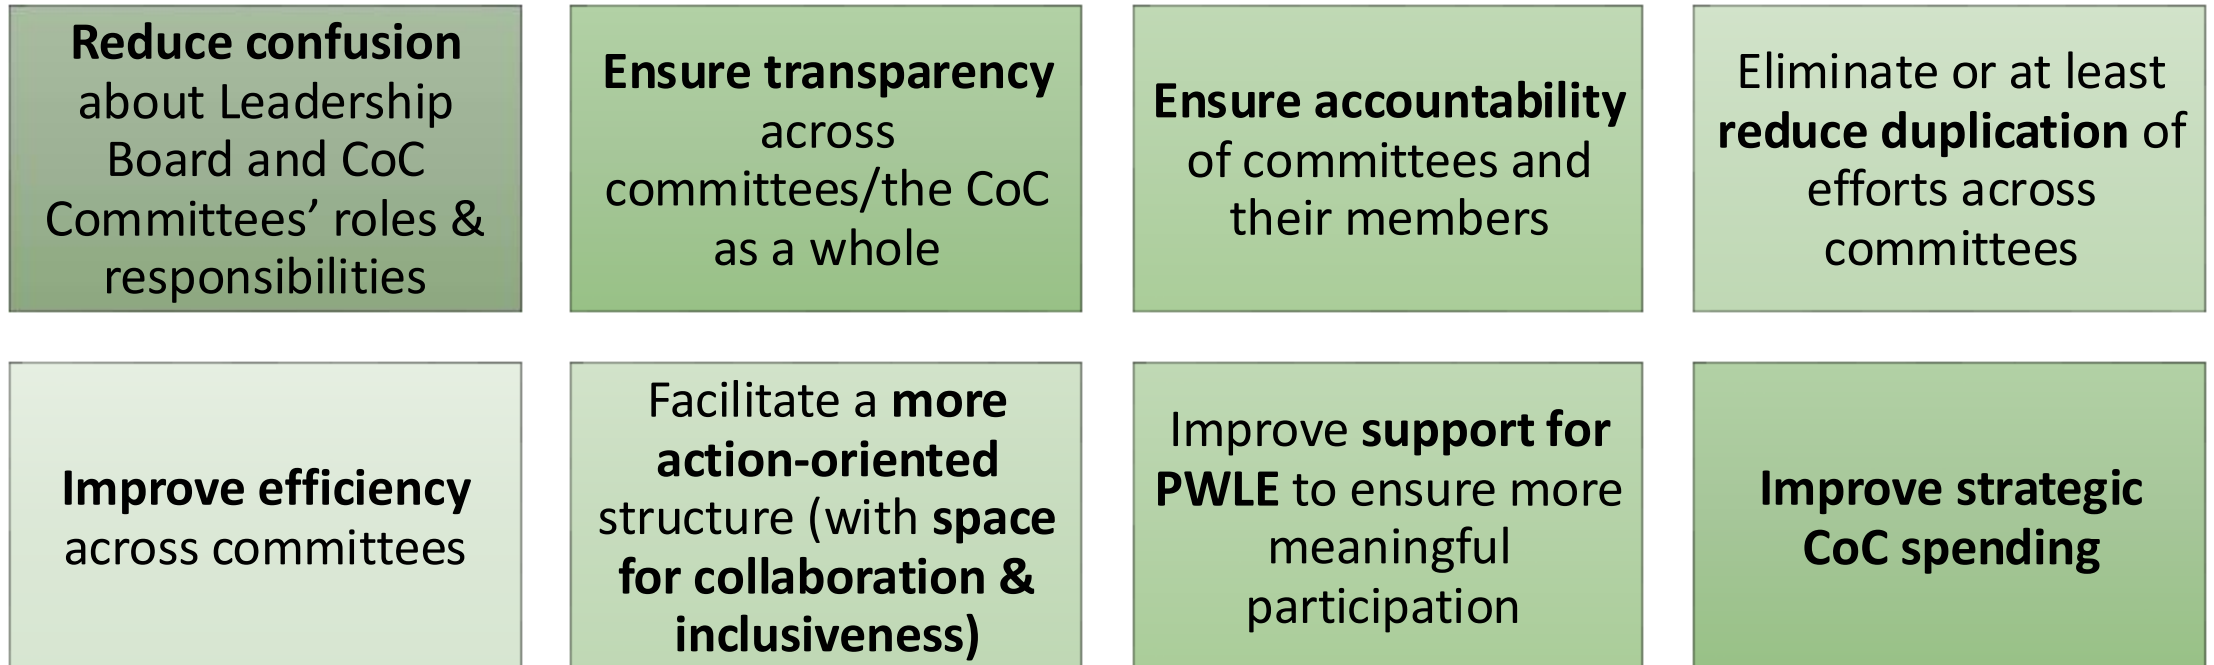 Reduce confusion
about Leadership
Board and CoC
Committees’ roles &
responsibilities
Ensure transparency
across
committees/the CoC
as a whole
Ensure accountability
of committees and
their members
Eliminate or at least
reduce duplication of
efforts across
committees
Improve efficiency
across committees
Facilitate a more
action-oriented
structure (with space
for collaboration &
inclusiveness)
Improve support for
PWLE to ensure more
meaningful
participation
Improve strategic
CoC spending